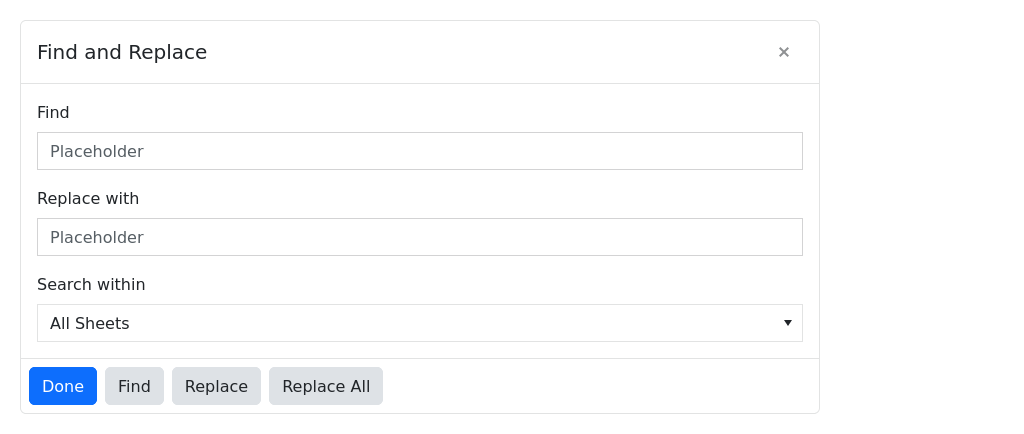 Find and Replace ×
Find
Placeholder
Replace with
Placeholder
Search within
All Sheets
Done Find Replace Replace All